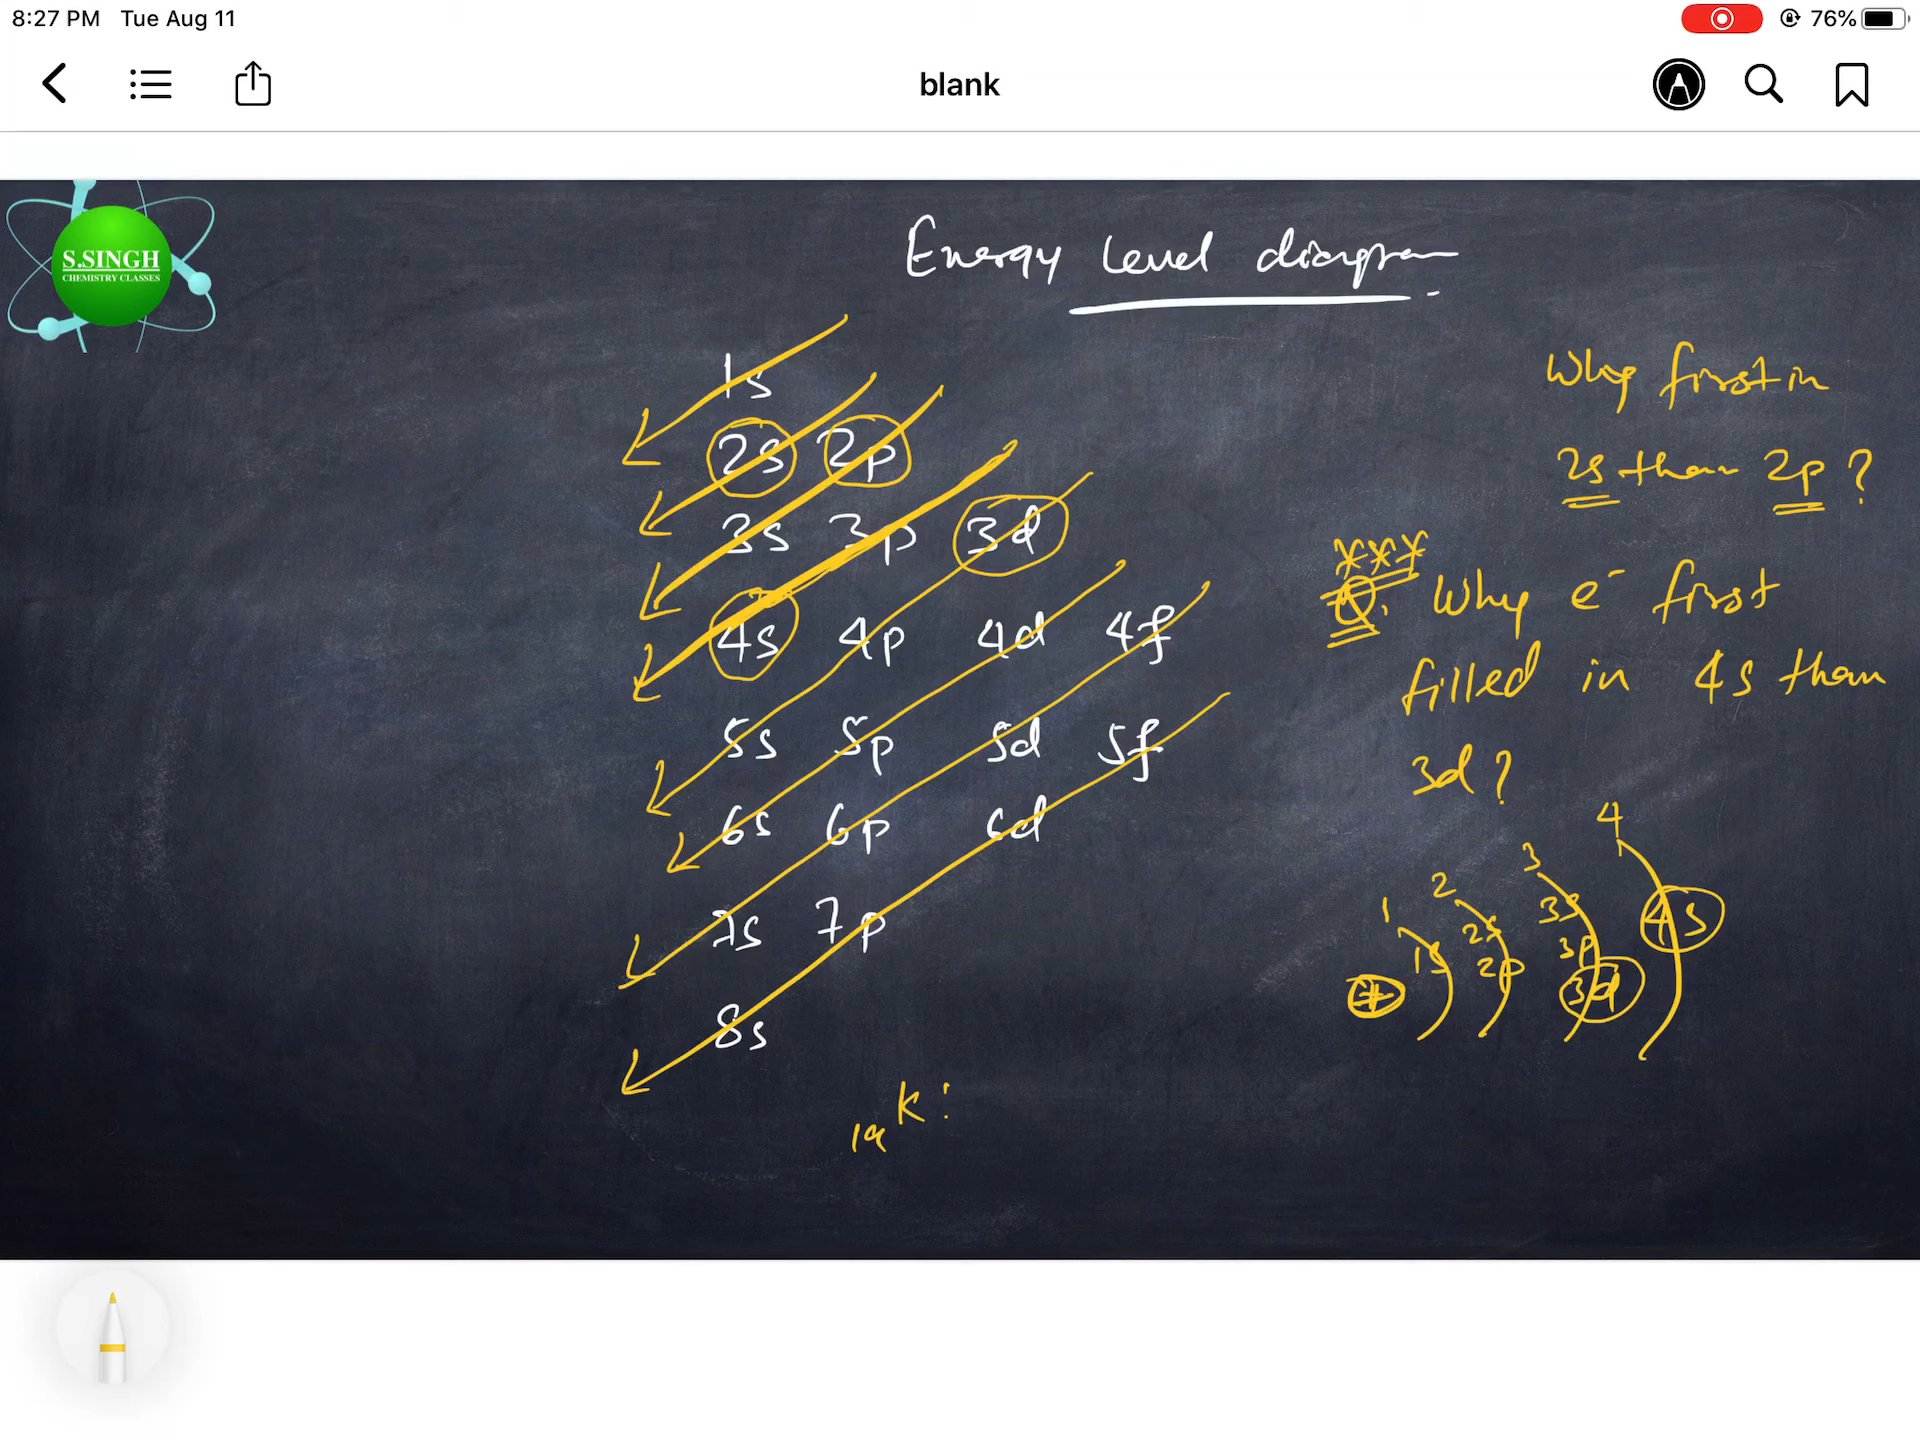 8:27 PM Tue Aug 11
76%
blank
S.SINGH
CHEMISTRY CLASSES
Energy level diagram
1s
2s 2p
3s 3p 3d
4s 4p 4d 4f
5s 5p 5d 5f
6s 6p 6d
7s 7p
8s
19K:
Why first in
2s than 2p?
***
Q. Why e⁻ first
filled in 4s than
3d?
1 2 3 4
1s 2s 2p 3s 3p 3d 4s
+